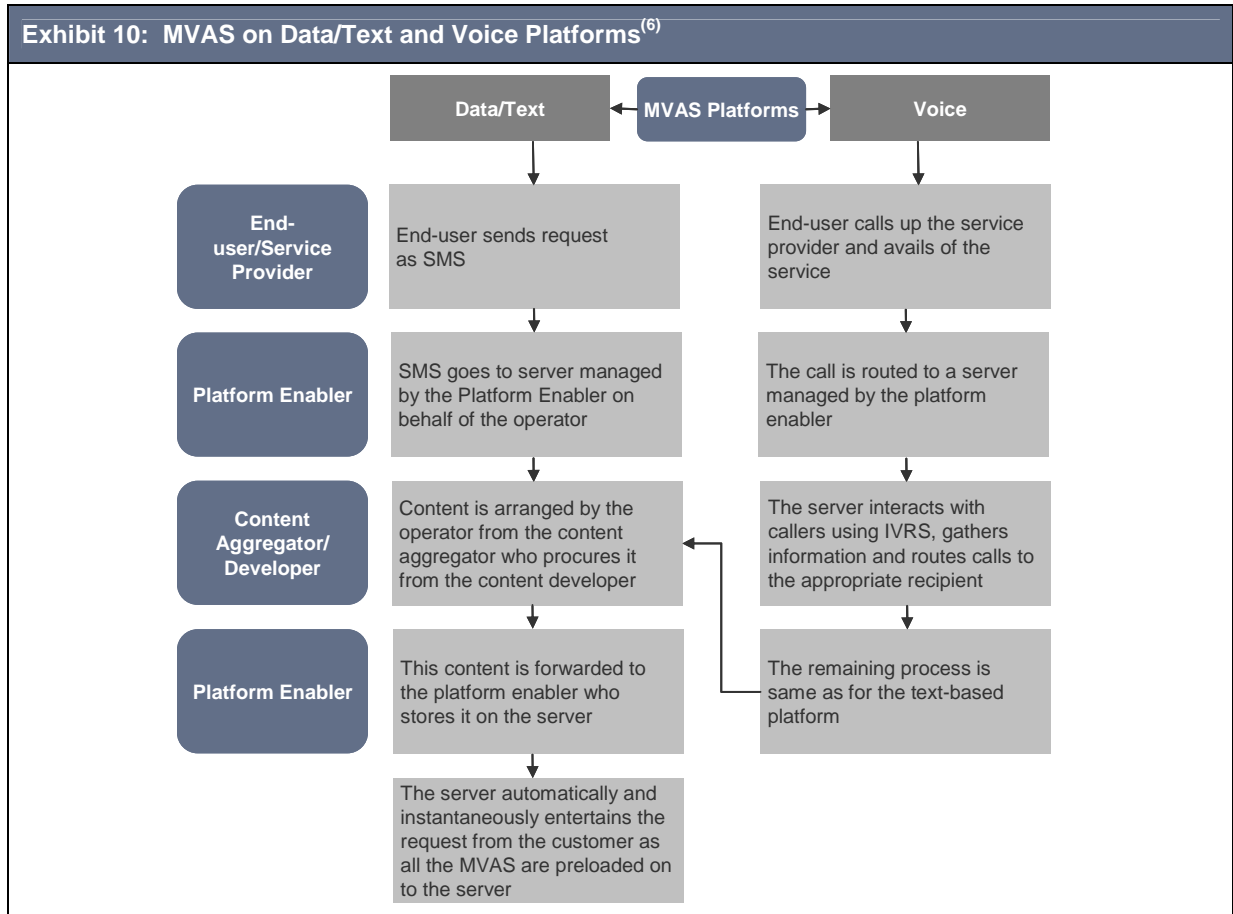 Exhibit 10: MVAS on Data/Text and Voice Platforms(6)
Data/Text
MVAS Platforms
Voice
End-
user/Service
Provider
End-user sends request
as SMS
End-user calls up the service
provider and avails of the
service
Platform Enabler
SMS goes to server managed
by the Platform Enabler on
behalf of the operator
The call is routed to a server
managed by the platform
enabler
Content
Aggregator/
Developer
Content is arranged by the
operator from the content
aggregator who procures it
from the content developer
The server interacts with
callers using IVRS, gathers
information and routes calls to
the appropriate recipient
Platform Enabler
This content is forwarded to
the platform enabler who
stores it on the server
The remaining process is
same as for the text-based
platform
The server automatically and
instantaneously entertains the
request from the customer as
all the MVAS are preloaded on
to the server